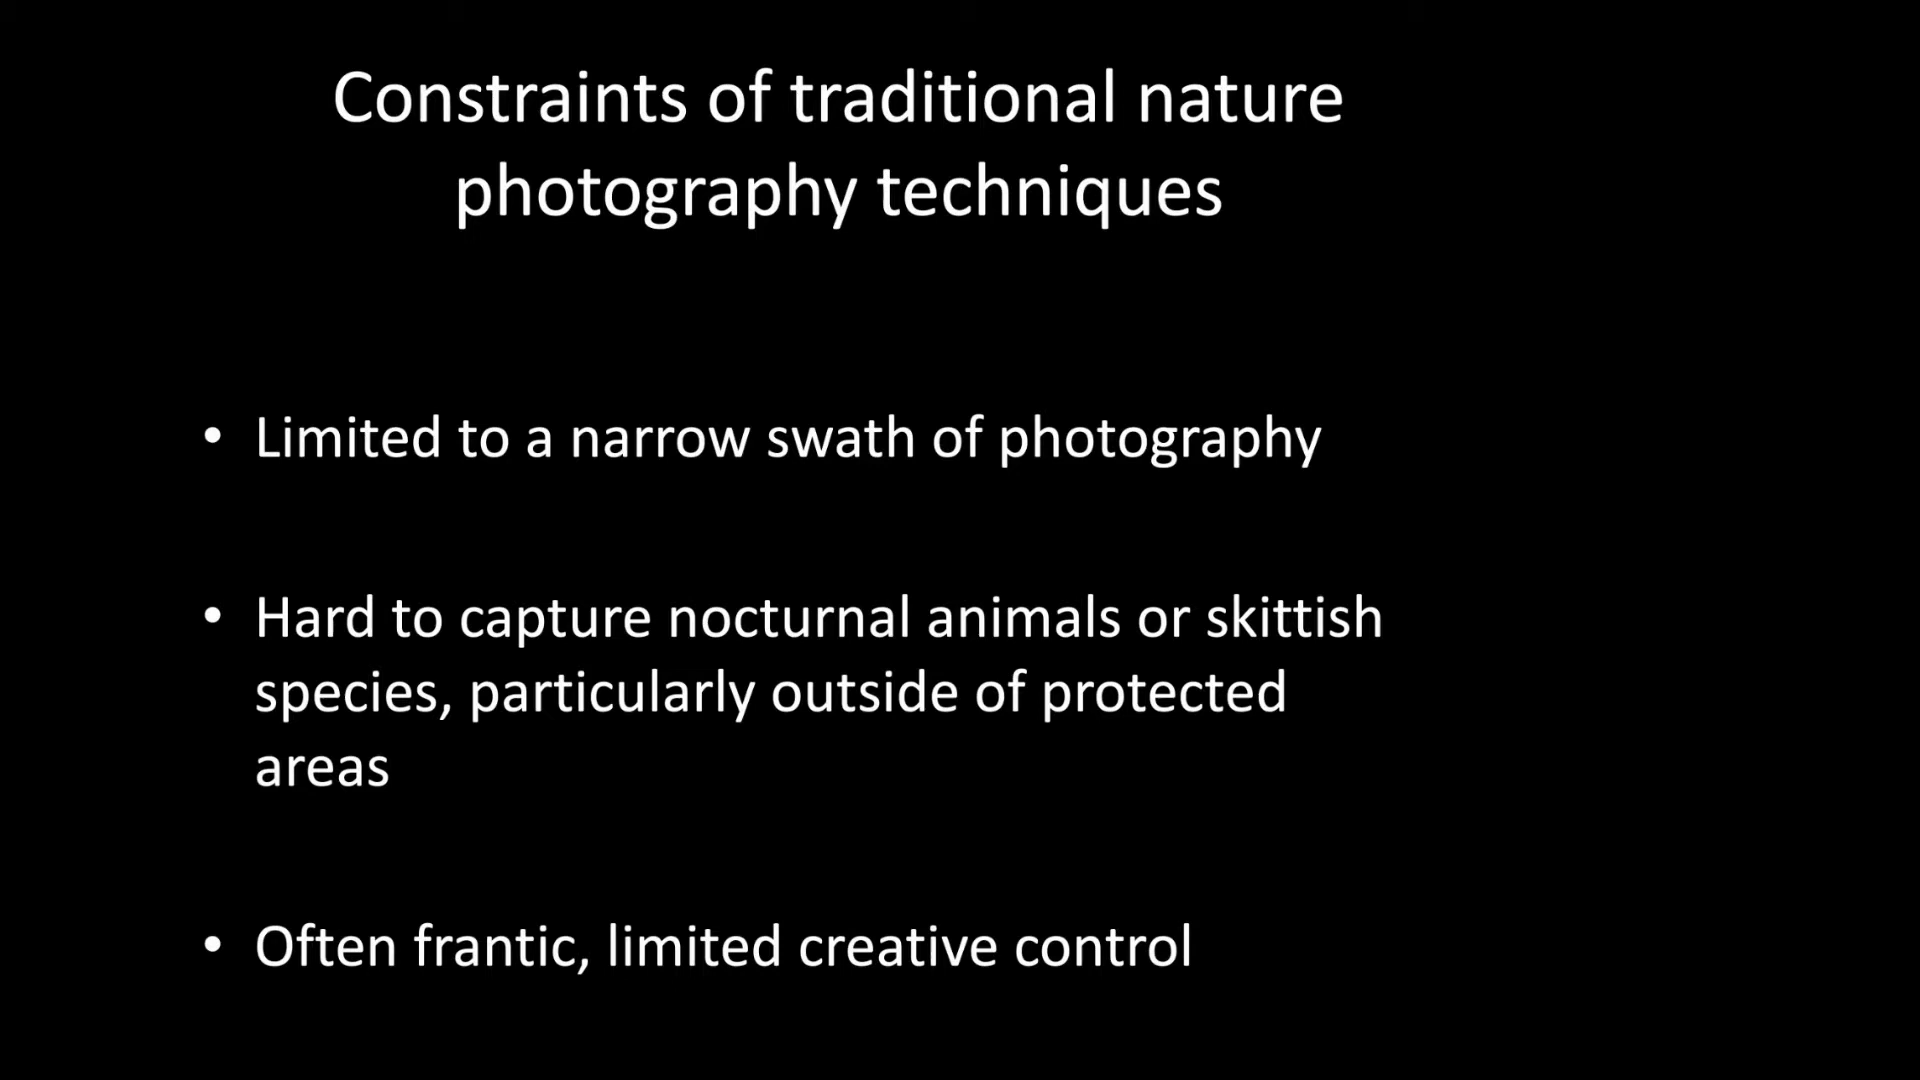 Constraints of traditional nature
photography techniques
• Limited to a narrow swath of photography
• Hard to capture nocturnal animals or skittish
species, particularly outside of protected
areas
• Often frantic, limited creative control